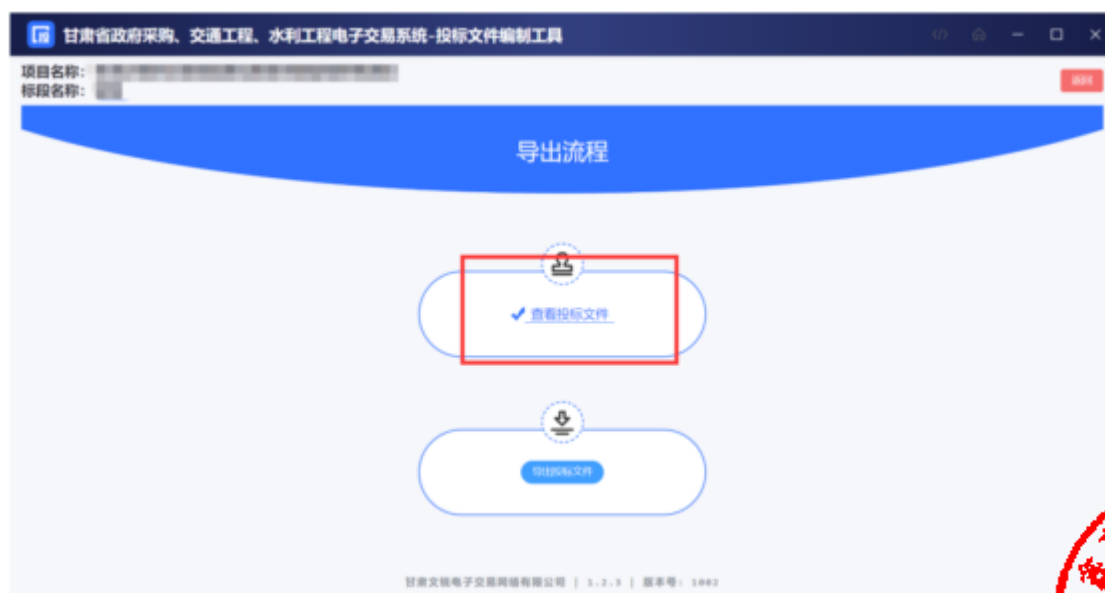 甘肃省政府采购、交通工程、水利工程电子交易系统-投标文件编制工具
项目名称:
标段名称:
返回
导出流程
查看投标文件
导出投标文件
甘肃文锐电子交易网络有限公司 | 1.2.3 | 版本号: 1002